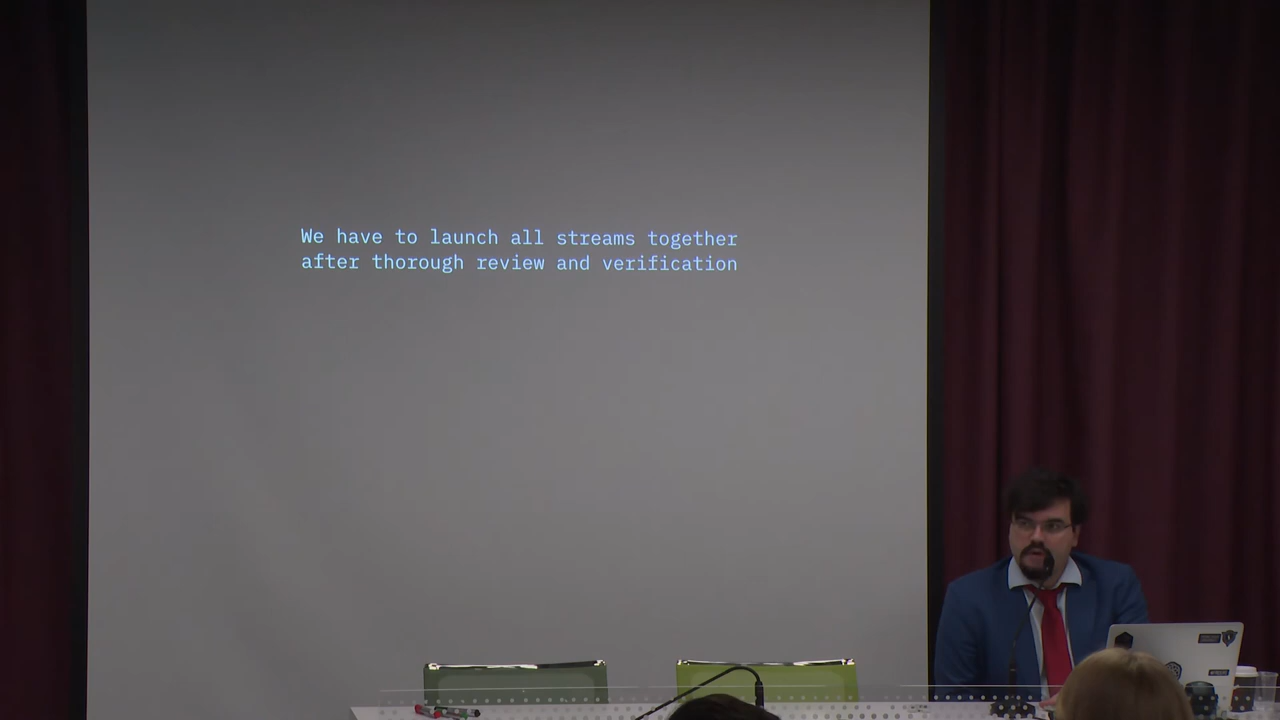 We have to launch all streams together
after thorough review and verification